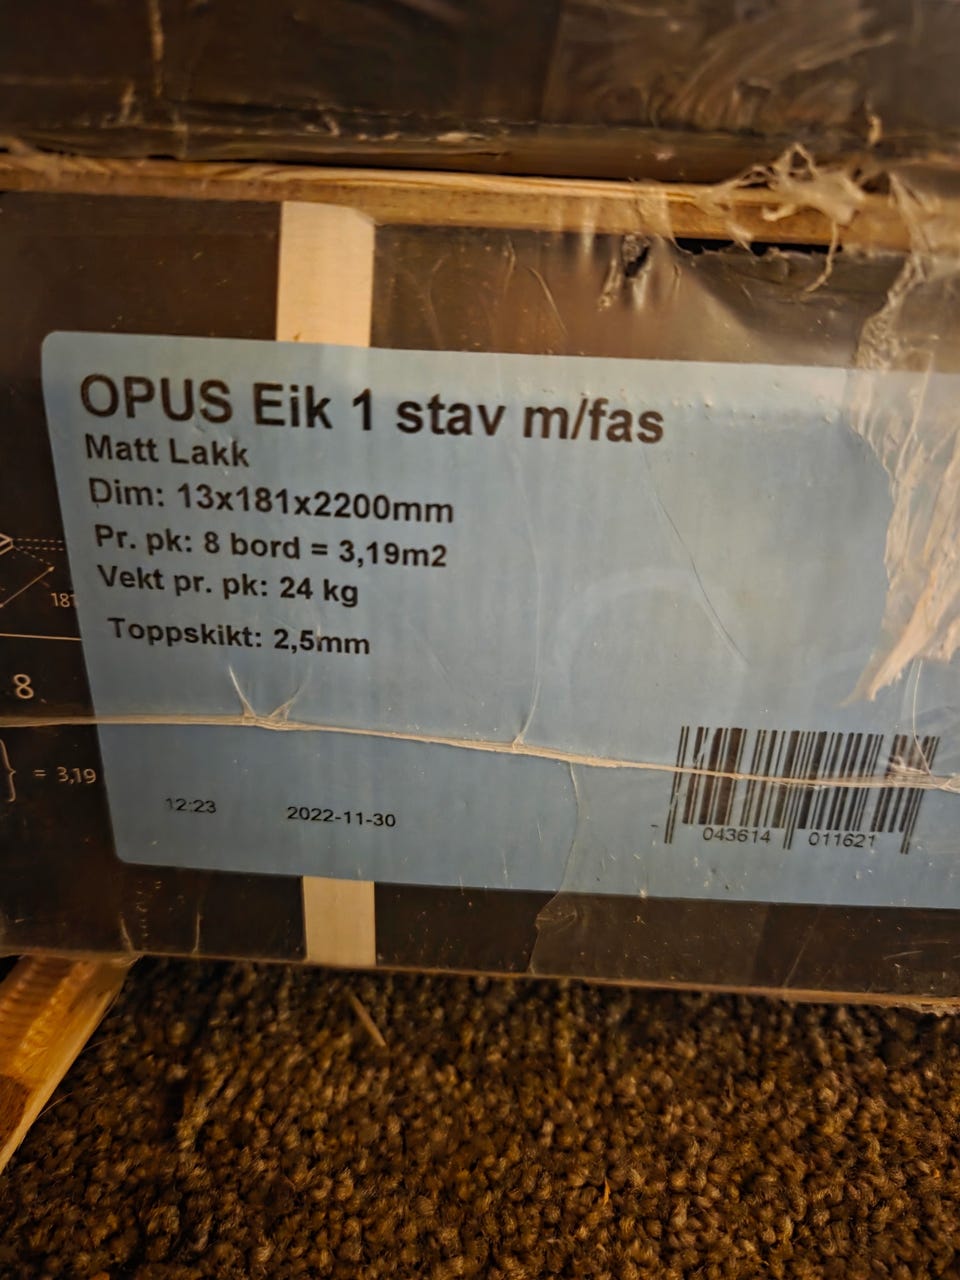 OPUS Eik 1 stav m/fas
Matt Lakk
Dim: 13x181x2200mm
Pr. pk: 8 bord = 3,19m2
Vekt pr. pk: 24 kg
Toppskikt: 2,5mm
181
8
= 3,19
12:23 2022-11-30
043614 011621